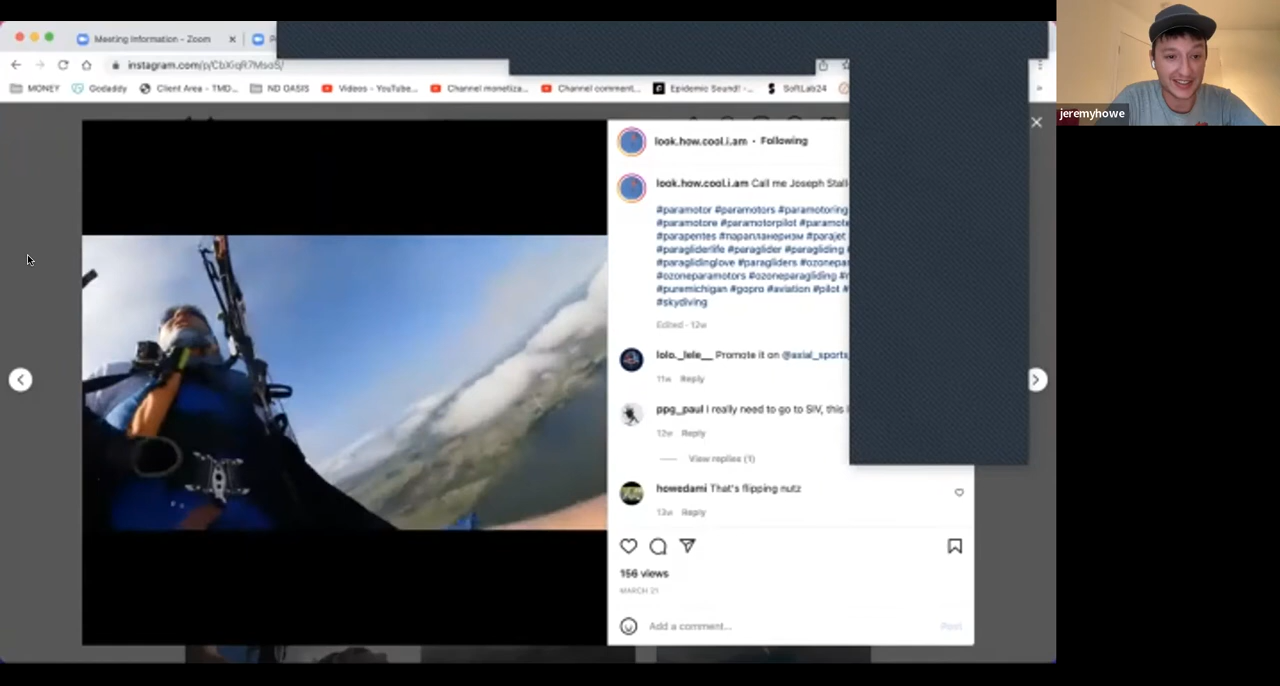 Meeting Information - Zoom
instagram.com/p/CbXiqR7MsoS/
MONEY
Godaddy
Client Area - TMD...
ND OASIS
Videos - YouTube...
Channel monetiza...
Channel comment...
Epidemic Sound! -...
SoftLab24
jeremyhowe
look.how.cool.i.am • Following
look.how.cool.i.am Call me Joseph Stall
#paramotor #paramotors #paramotoring
#paramotore #paramotorpilot #paramote
#parapentes #парапланеризм #parajet
#paragliderlife #paraglider #paragliding
#paraglidinglove #paragliders #ozonepar
#ozoneparamotors #ozoneparagliding
#puremichigan #gopro #aviation #pilot
#skydiving
Edited · 12w
lolo._lele__ Promote it on @axial_sports
11w Reply
ppg_paul I really need to go to SIV, this
12w Reply
View replies (1)
howedami That's flipping nutz
13w Reply
156 views
MARCH 21
Add a comment...
Post